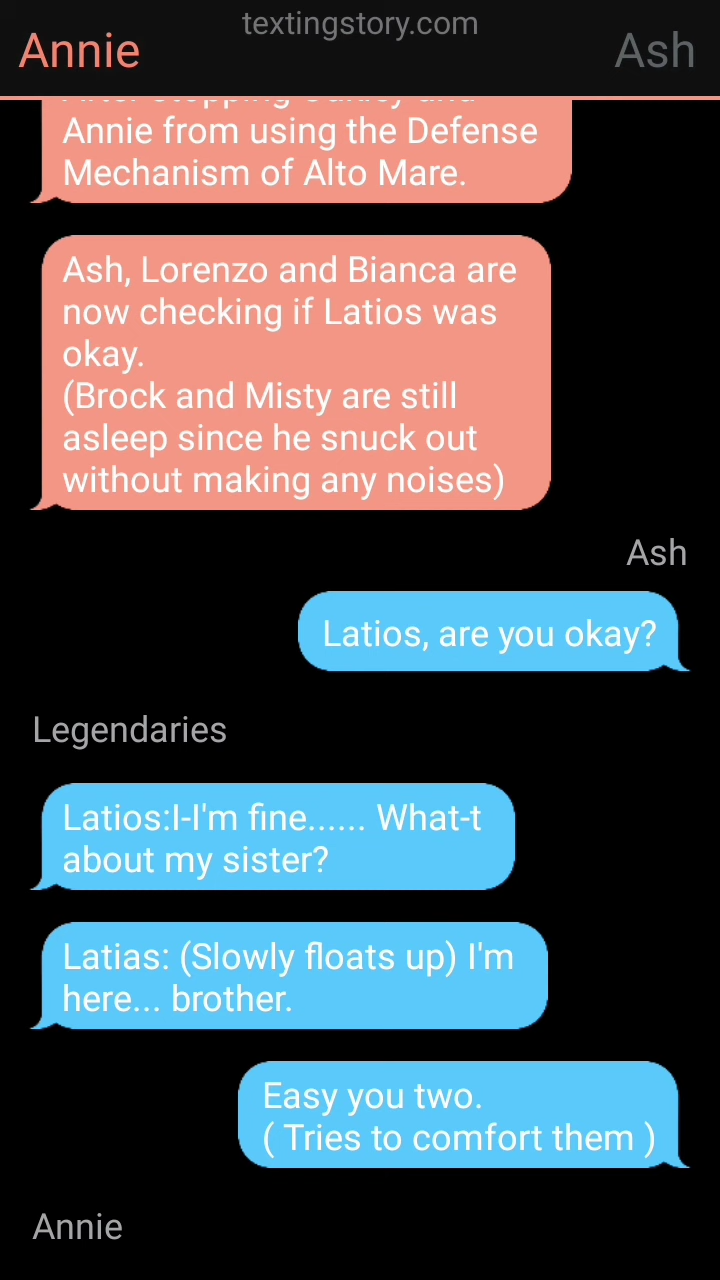 textingstory.com
Annie
Ash
Annie from using the Defense
Mechanism of Alto Mare.
Ash, Lorenzo and Bianca are
now checking if Latios was
okay.
(Brock and Misty are still
asleep since he snuck out
without making any noises)
Ash
Latios, are you okay?
Legendaries
Latios:I-I'm fine...... What-t
about my sister?
Latias: (Slowly floats up) I'm
here... brother.
Easy you two.
( Tries to comfort them )
Annie